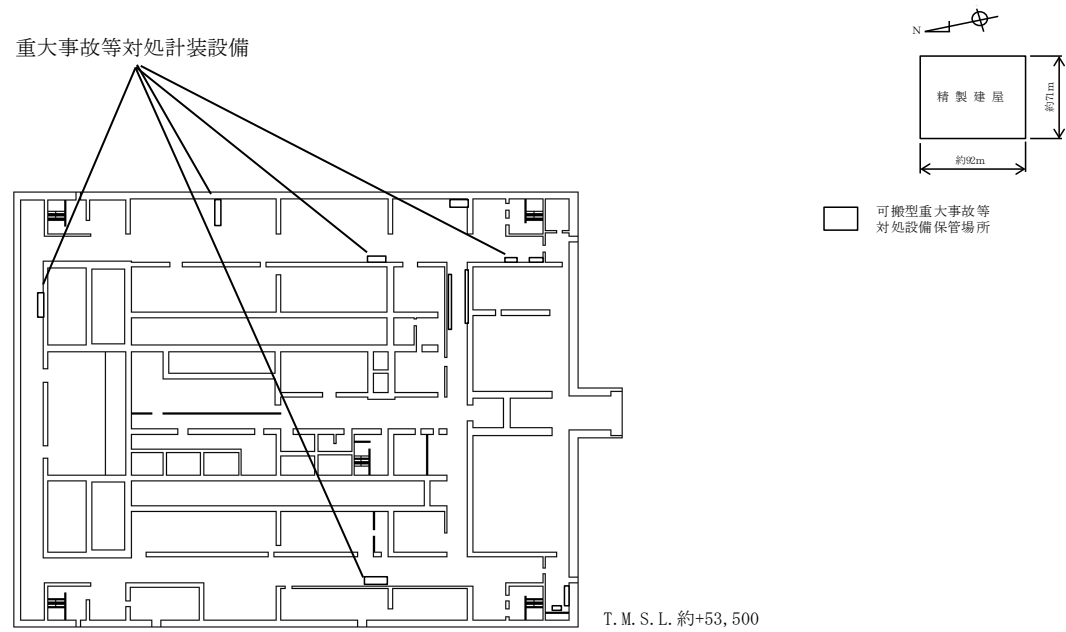 重大事故等対処計装設備
N
精製建屋
約71m
約92m
可搬型重大事故等
対処設備保管場所
T.M.S.L.約+53,500